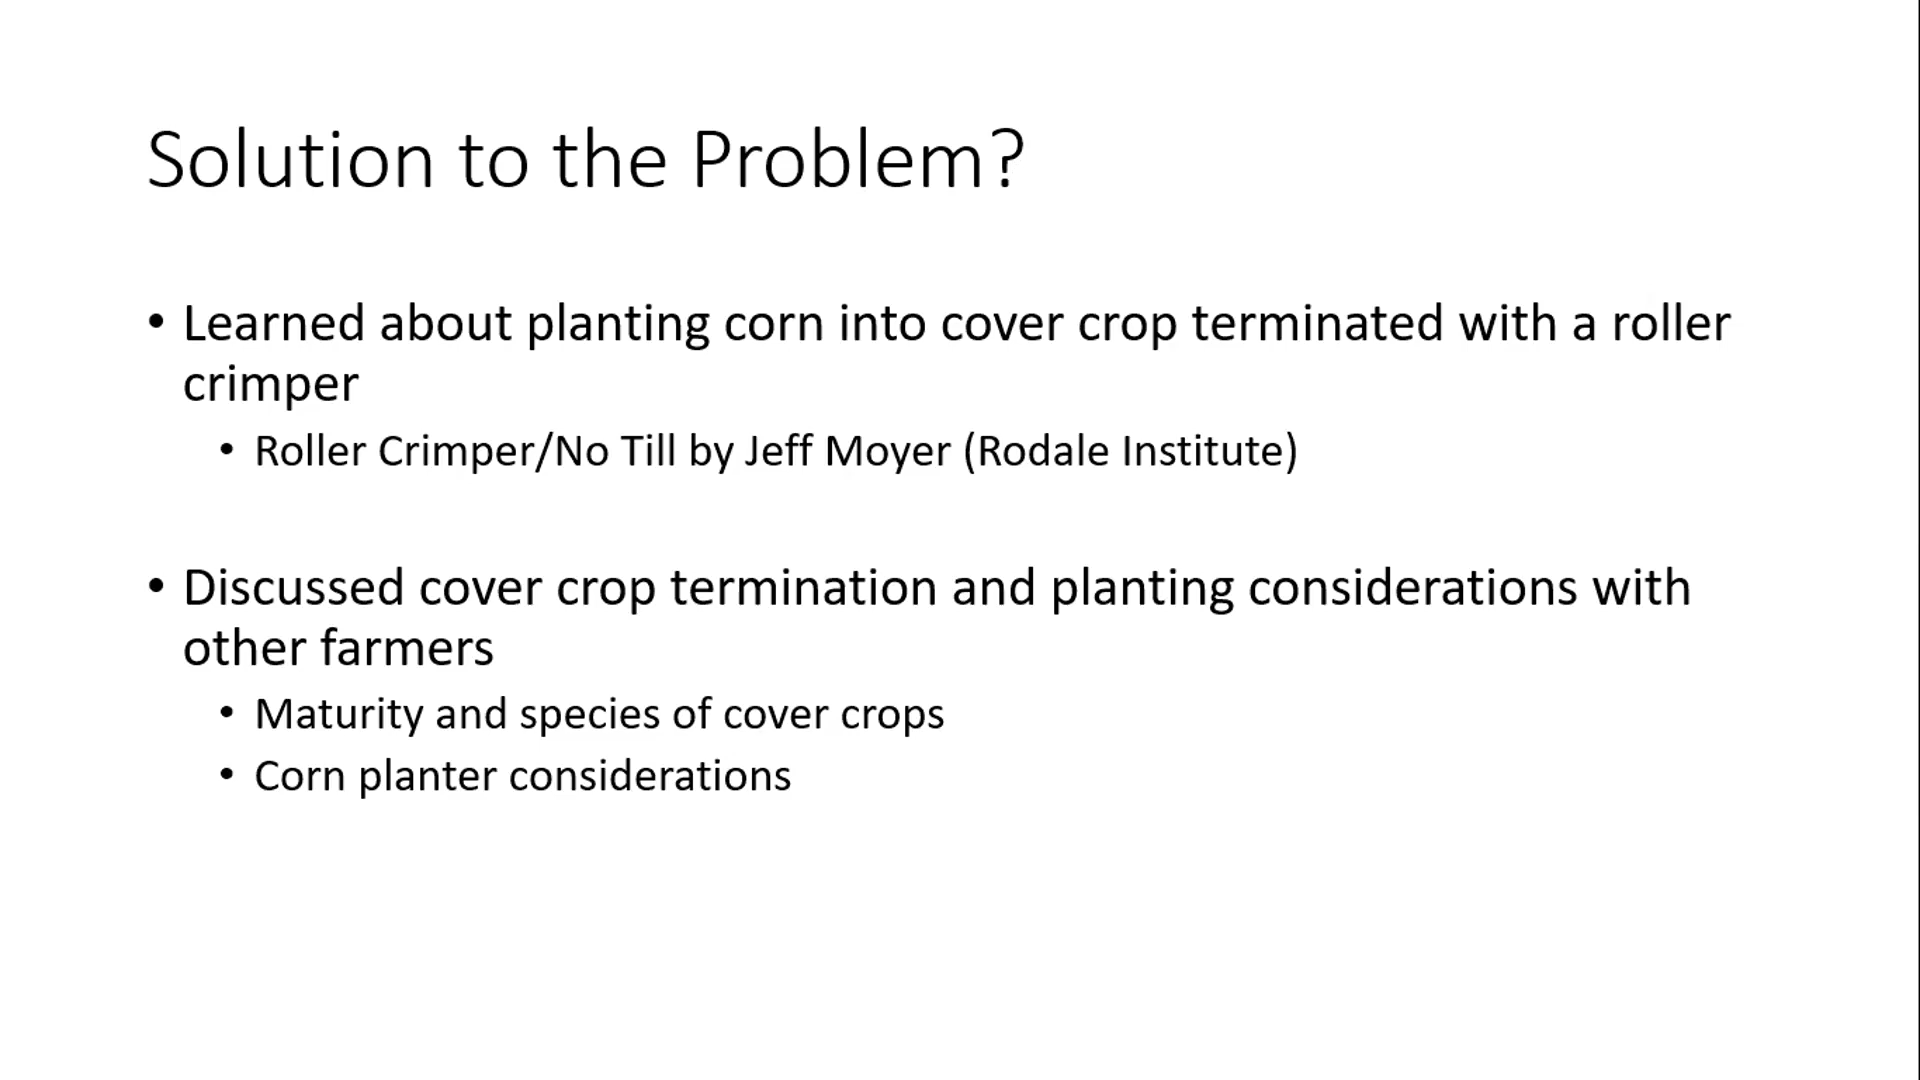 Solution to the Problem?
• Learned about planting corn into cover crop terminated with a roller
crimper
• Roller Crimper/No Till by Jeff Moyer (Rodale Institute)
• Discussed cover crop termination and planting considerations with
other farmers
• Maturity and species of cover crops
• Corn planter considerations